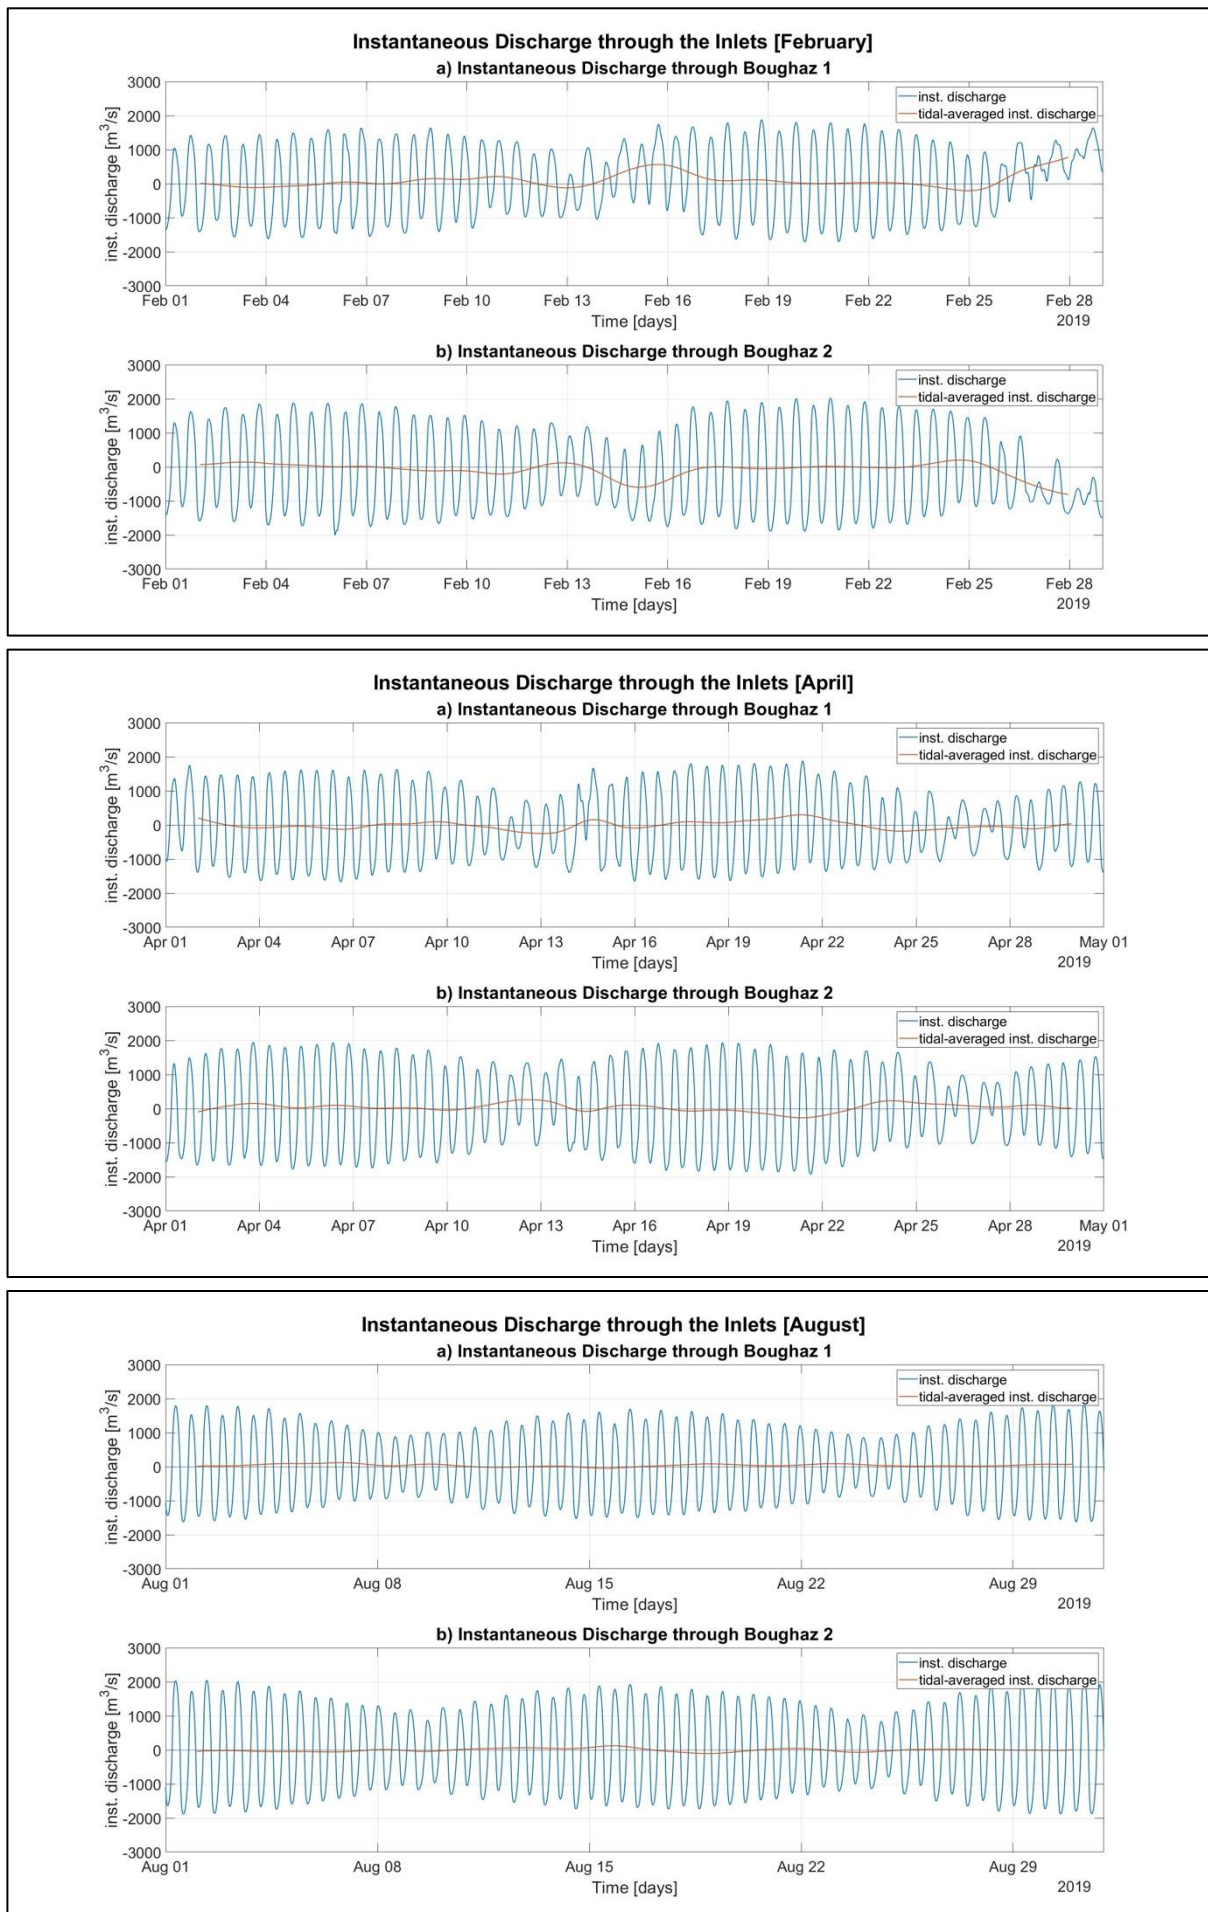 Instantaneous Discharge through the Inlets [February]
a) Instantaneous Discharge through Boughaz 1
inst. discharge [m³/s]
3000
2000
1000
0
-1000
-2000
-3000
inst. discharge
tidal-averaged inst. discharge
Feb 01 Feb 04 Feb 07 Feb 10 Feb 13 Feb 16 Feb 19 Feb 22 Feb 25 Feb 28
Time [days]
2019
b) Instantaneous Discharge through Boughaz 2
inst. discharge [m³/s]
3000
2000
1000
0
-1000
-2000
-3000
inst. discharge
tidal-averaged inst. discharge
Feb 01 Feb 04 Feb 07 Feb 10 Feb 13 Feb 16 Feb 19 Feb 22 Feb 25 Feb 28
Time [days]
2019
Instantaneous Discharge through the Inlets [April]
a) Instantaneous Discharge through Boughaz 1
inst. discharge [m³/s]
3000
2000
1000
0
-1000
-2000
-3000
inst. discharge
tidal-averaged inst. discharge
Apr 01 Apr 04 Apr 07 Apr 10 Apr 13 Apr 16 Apr 19 Apr 22 Apr 25 Apr 28 May 01
Time [days]
2019
b) Instantaneous Discharge through Boughaz 2
inst. discharge [m³/s]
3000
2000
1000
0
-1000
-2000
-3000
inst. discharge
tidal-averaged inst. discharge
Apr 01 Apr 04 Apr 07 Apr 10 Apr 13 Apr 16 Apr 19 Apr 22 Apr 25 Apr 28 May 01
Time [days]
2019
Instantaneous Discharge through the Inlets [August]
a) Instantaneous Discharge through Boughaz 1
inst. discharge [m³/s]
3000
2000
1000
0
-1000
-2000
-3000
inst. discharge
tidal-averaged inst. discharge
Aug 01 Aug 08 Aug 15 Aug 22 Aug 29
Time [days]
2019
b) Instantaneous Discharge through Boughaz 2
inst. discharge [m³/s]
3000
2000
1000
0
-1000
-2000
-3000
inst. discharge
tidal-averaged inst. discharge
Aug 01 Aug 08 Aug 15 Aug 22 Aug 29
Time [days]
2019